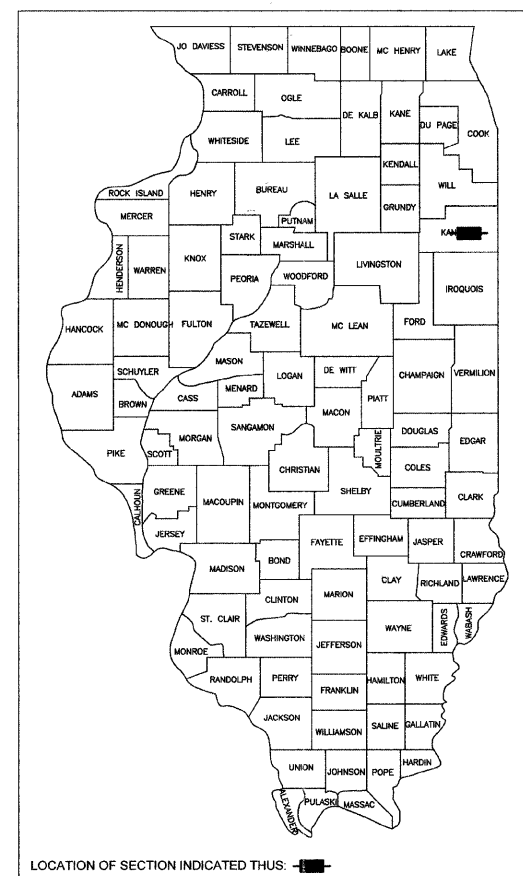 JO DAVIESS
STEVENSON
WINNEBAGO
BOONE
MC HENRY
LAKE
CARROLL
OGLE
DE KALB
KANE
DU PAGE
COOK
WHITESIDE
LEE
KENDALL
WILL
ROCK ISLAND
HENRY
BUREAU
LA SALLE
GRUNDY
MERCER
PUTNAM
KAN
STARK
MARSHALL
HENDERSON
WARREN
KNOX
PEORIA
WOODFORD
LIVINGSTON
IROQUOIS
HANCOCK
MC DONOUGH
FULTON
TAZEWELL
MC LEAN
FORD
MASON
SCHUYLER
LOGAN
DE WITT
CHAMPAIGN
VERMILION
ADAMS
BROWN
CASS
MENARD
MACON
PIATT
SANGAMON
PIKE
SCOTT
MORGAN
CHRISTIAN
MOULTRIE
DOUGLAS
EDGAR
COLES
CALHOUN
GREENE
MACOUPIN
MONTGOMERY
SHELBY
CUMBERLAND
CLARK
JERSEY
FAYETTE
EFFINGHAM
JASPER
CRAWFORD
MADISON
BOND
CLAY
RICHLAND
LAWRENCE
CLINTON
MARION
ST. CLAIR
WAYNE
EDWARDS
WABASH
WASHINGTON
JEFFERSON
MONROE
RANDOLPH
PERRY
HAMILTON
WHITE
FRANKLIN
JACKSON
WILLIAMSON
SALINE
GALLATIN
HARDIN
UNION
JOHNSON
POPE
ALEXANDER
PULASKI
MASSAC
LOCATION OF SECTION INDICATED THUS: